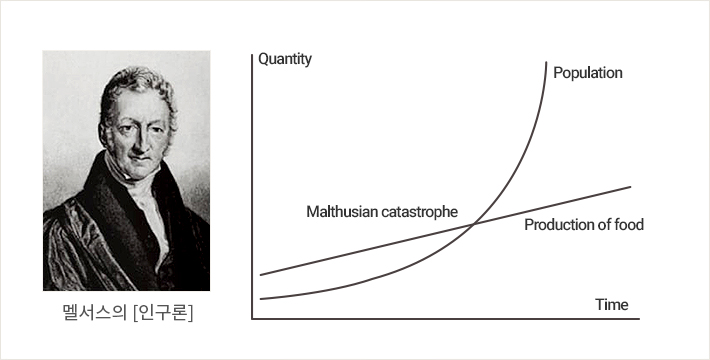 Quantity
Population
Malthusian catastrophe
Production of food
Time
멜서스의 [인구론]